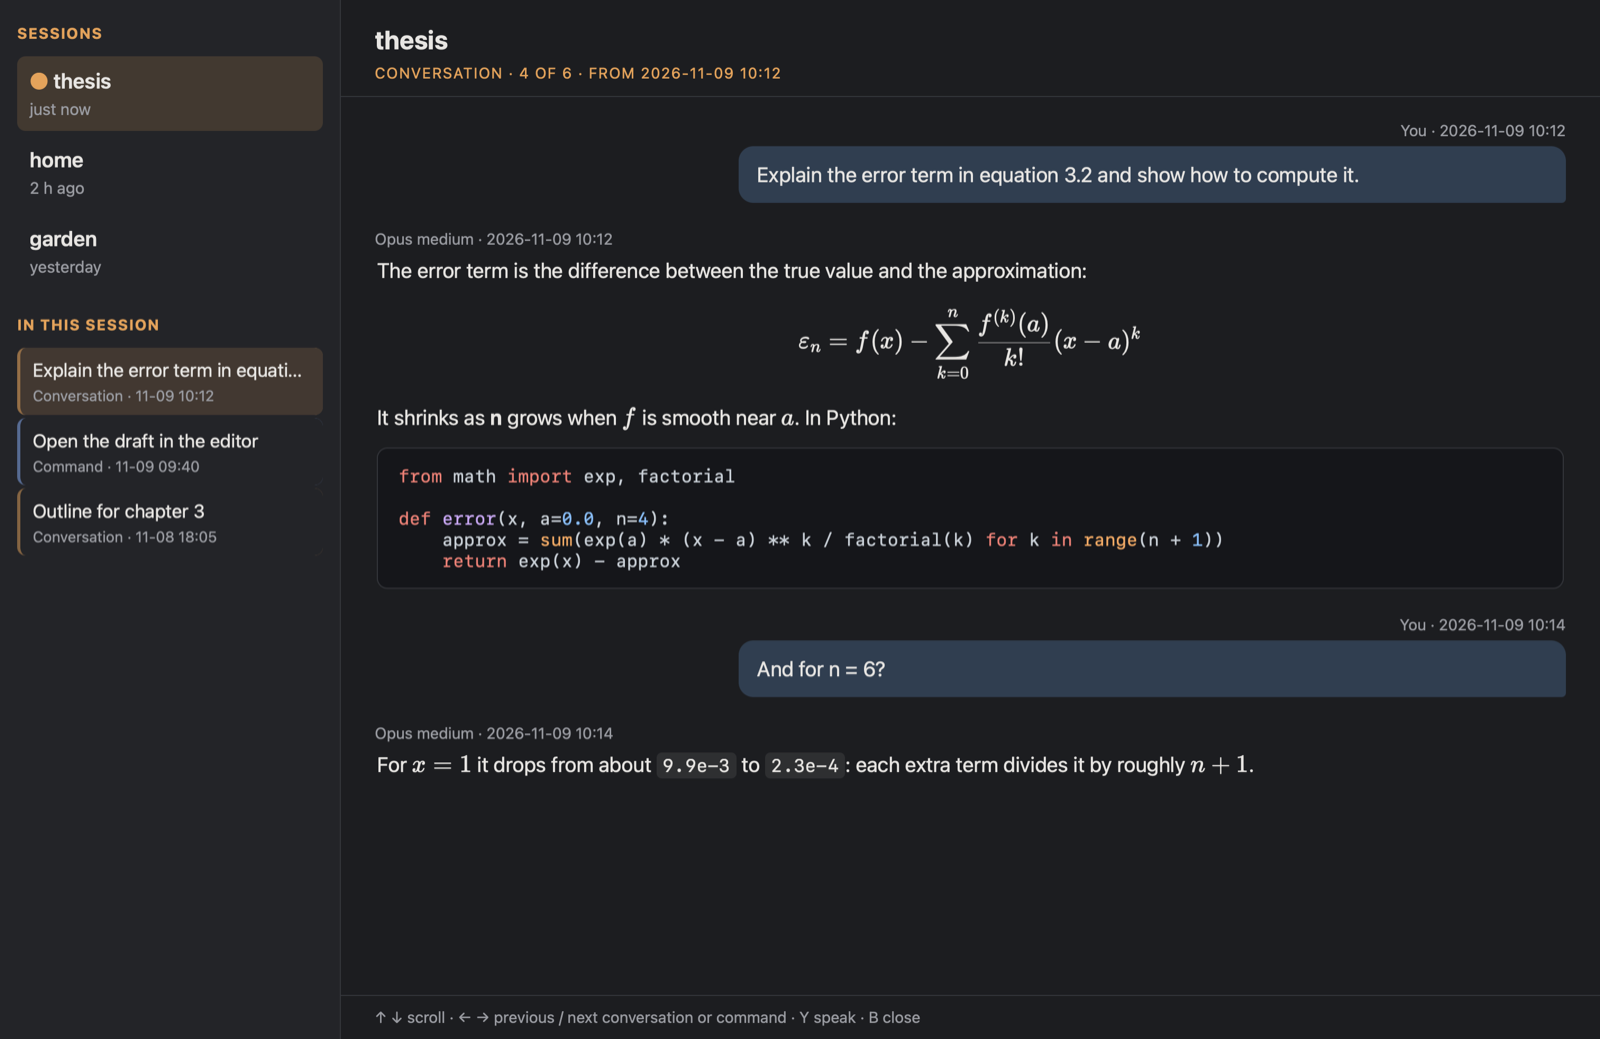 SESSIONS
thesis
just now
home
2 h ago
garden
yesterday
IN THIS SESSION
Explain the error term in equati...
Conversation · 11-09 10:12
Open the draft in the editor
Command · 11-09 09:40
Outline for chapter 3
Conversation · 11-08 18:05
thesis
CONVERSATION · 4 OF 6 · FROM 2026-11-09 10:12
You · 2026-11-09 10:12
Explain the error term in equation 3.2 and show how to compute it.
Opus medium · 2026-11-09 10:12
The error term is the difference between the true value and the approximation:
εₙ = f(x) − ∑_{k=0}^{n} f^{(k)}(a)/k! (x − a)^k
It shrinks as n grows when f is smooth near a. In Python:
from math import exp, factorial
def error(x, a=0.0, n=4):
    approx = sum(exp(a) * (x - a) ** k / factorial(k) for k in range(n + 1))
    return exp(x) - approx
You · 2026-11-09 10:14
And for n = 6?
Opus medium · 2026-11-09 10:14
For x = 1 it drops from about 9.9e-3 to 2.3e-4: each extra term divides it by roughly n + 1.
↑ ↓ scroll · ← → previous / next conversation or command · Y speak · B close